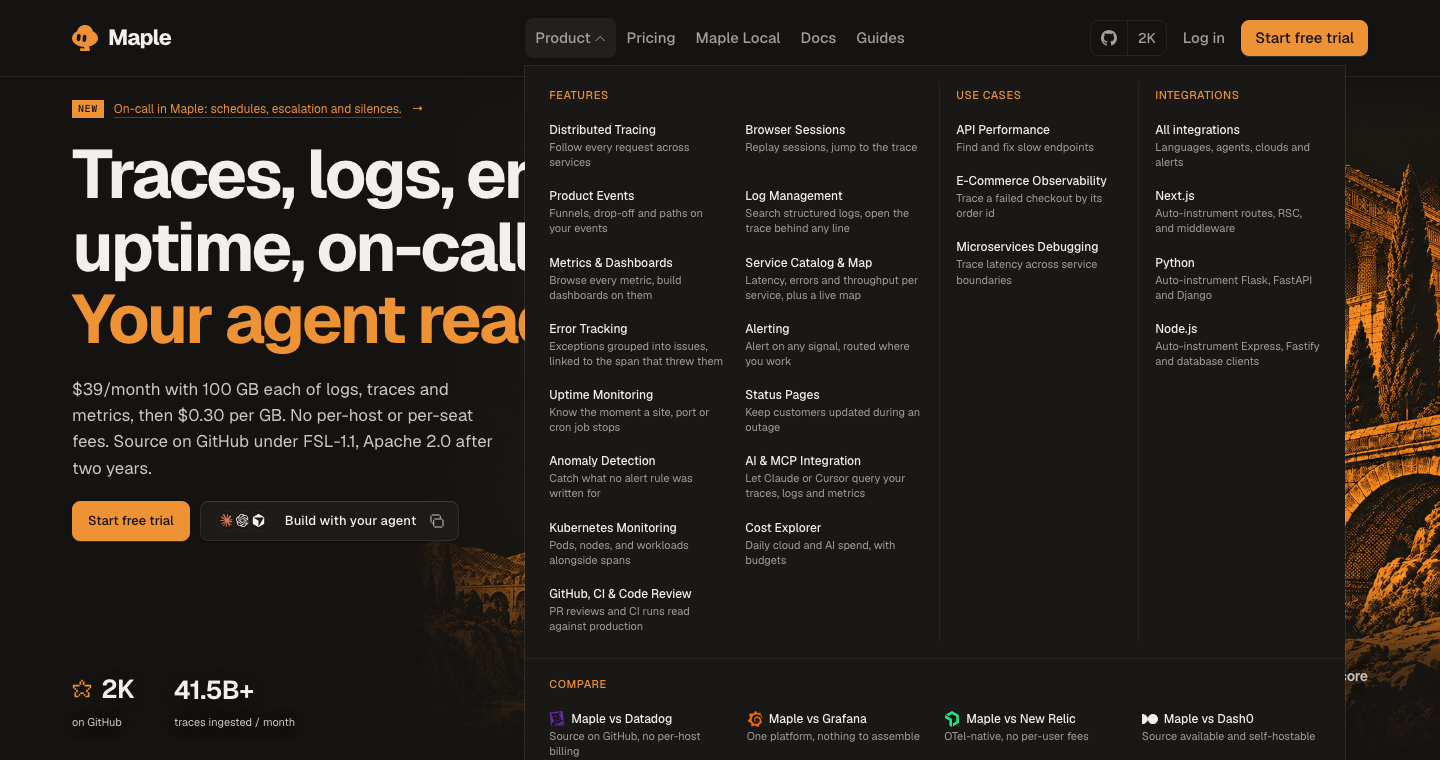 Maple
Product
Pricing
Maple Local
Docs
Guides
2K
Log in
Start free trial
NEW
On-call in Maple: schedules, escalation and silences. →
Traces, logs, er
uptime, on-call
Your agent read
$39/month with 100 GB each of logs, traces and
metrics, then $0.30 per GB. No per-host or per-seat
fees. Source on GitHub under FSL-1.1, Apache 2.0 after
two years.
Start free trial
Build with your agent
2K
on GitHub
41.5B+
traces ingested / month
FEATURES
Distributed Tracing
Follow every request across
services
Browser Sessions
Replay sessions, jump to the trace
Product Events
Funnels, drop-off and paths on
your events
Log Management
Search structured logs, open the
trace behind any line
Metrics & Dashboards
Browse every metric, build
dashboards on them
Service Catalog & Map
Latency, errors and throughput per
service, plus a live map
Error Tracking
Exceptions grouped into issues,
linked to the span that threw them
Alerting
Alert on any signal, routed where
you work
Uptime Monitoring
Know the moment a site, port or
cron job stops
Status Pages
Keep customers updated during an
outage
Anomaly Detection
Catch what no alert rule was
written for
AI & MCP Integration
Let Claude or Cursor query your
traces, logs and metrics
Kubernetes Monitoring
Pods, nodes, and workloads
alongside spans
Cost Explorer
Daily cloud and AI spend, with
budgets
GitHub, CI & Code Review
PR reviews and CI runs read
against production
USE CASES
API Performance
Find and fix slow endpoints
E-Commerce Observability
Trace a failed checkout by its
order id
Microservices Debugging
Trace latency across service
boundaries
INTEGRATIONS
All integrations
Languages, agents, clouds and
alerts
Next.js
Auto-instrument routes, RSC,
and middleware
Python
Auto-instrument Flask, FastAPI
and Django
Node.js
Auto-instrument Express, Fastify
and database clients
core
COMPARE
Maple vs Datadog
Source on GitHub, no per-host
billing
Maple vs Grafana
One platform, nothing to assemble
Maple vs New Relic
OTel-native, no per-user fees
Maple vs Dash0
Source available and self-hostable